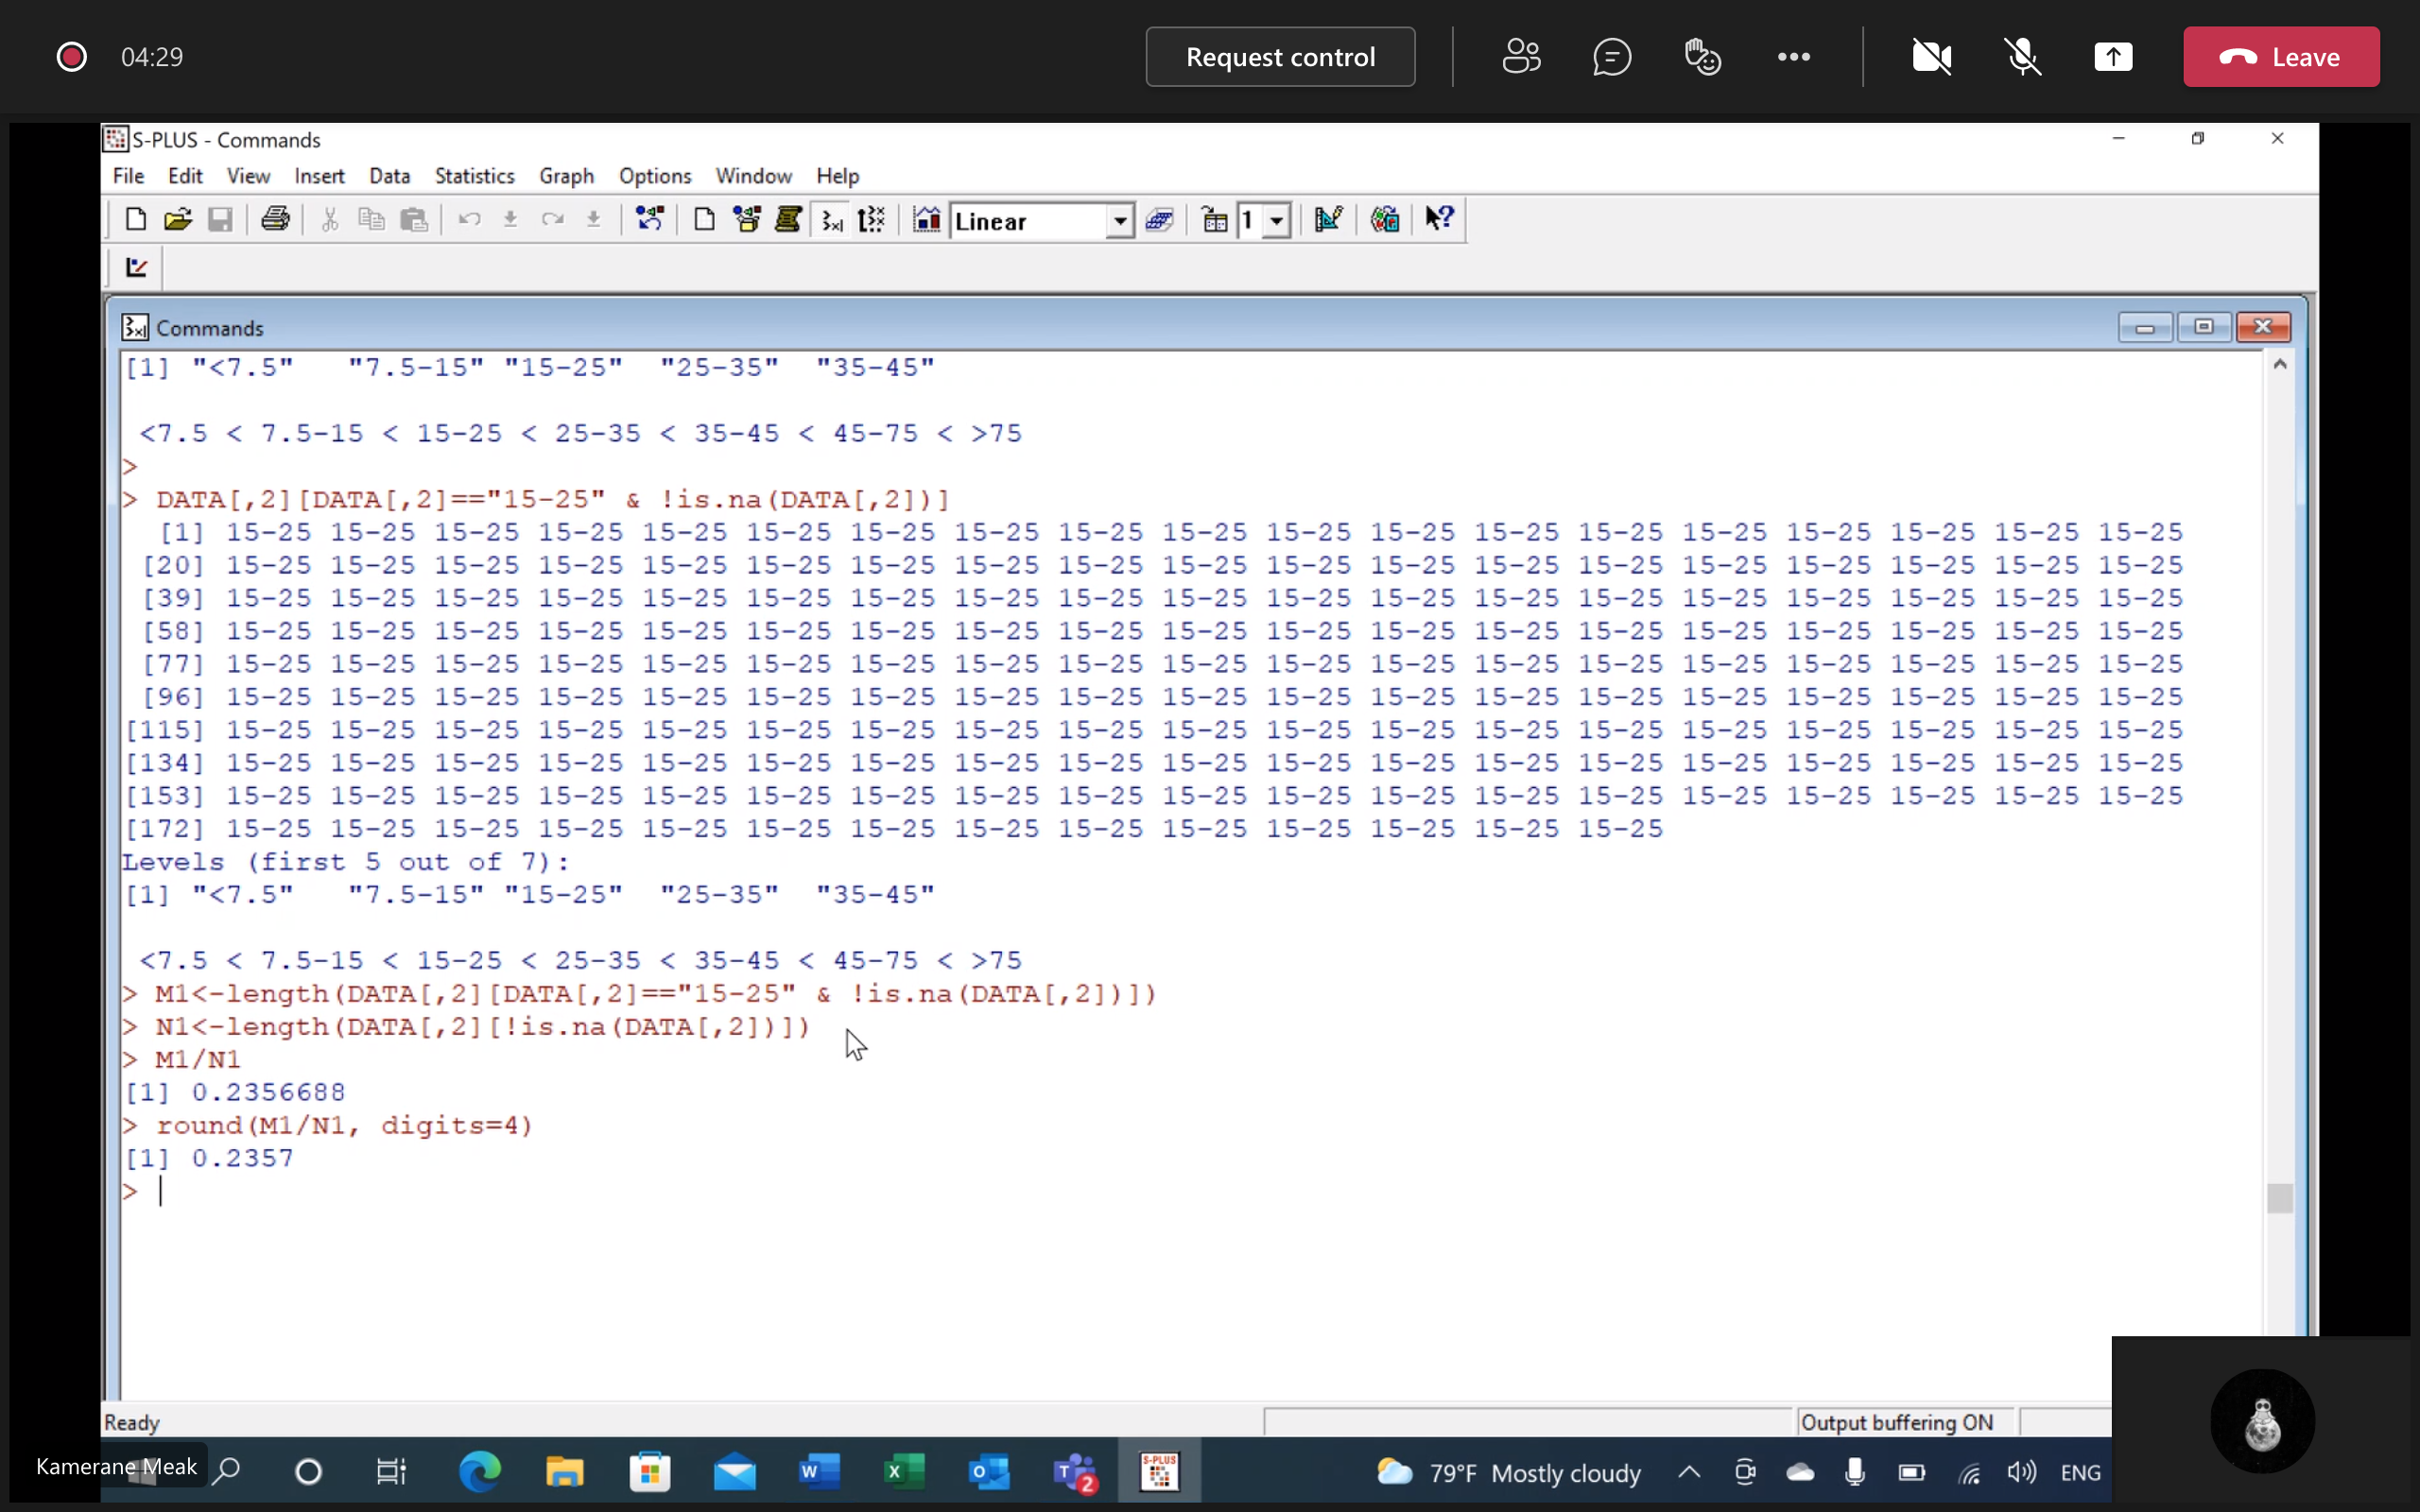 04:29 Request control Leave
S-PLUS - Commands
File Edit View Insert Data Statistics Graph Options Window Help
Linear 1
Commands
[1] "<7.5" "7.5-15" "15-25" "25-35" "35-45"
<7.5 < 7.5-15 < 15-25 < 25-35 < 35-45 < 45-75 < >75
>
> DATA[,2][DATA[,2]=="15-25" & !is.na(DATA[,2])]
[1] 15-25 15-25 15-25 15-25 15-25 15-25 15-25 15-25 15-25 15-25 15-25 15-25 15-25 15-25 15-25 15-25 15-25 15-25 15-25
[20] 15-25 15-25 15-25 15-25 15-25 15-25 15-25 15-25 15-25 15-25 15-25 15-25 15-25 15-25 15-25 15-25 15-25 15-25 15-25
[39] 15-25 15-25 15-25 15-25 15-25 15-25 15-25 15-25 15-25 15-25 15-25 15-25 15-25 15-25 15-25 15-25 15-25 15-25 15-25
[58] 15-25 15-25 15-25 15-25 15-25 15-25 15-25 15-25 15-25 15-25 15-25 15-25 15-25 15-25 15-25 15-25 15-25 15-25 15-25
[77] 15-25 15-25 15-25 15-25 15-25 15-25 15-25 15-25 15-25 15-25 15-25 15-25 15-25 15-25 15-25 15-25 15-25 15-25 15-25
[96] 15-25 15-25 15-25 15-25 15-25 15-25 15-25 15-25 15-25 15-25 15-25 15-25 15-25 15-25 15-25 15-25 15-25 15-25 15-25
[115] 15-25 15-25 15-25 15-25 15-25 15-25 15-25 15-25 15-25 15-25 15-25 15-25 15-25 15-25 15-25 15-25 15-25 15-25 15-25
[134] 15-25 15-25 15-25 15-25 15-25 15-25 15-25 15-25 15-25 15-25 15-25 15-25 15-25 15-25 15-25 15-25 15-25 15-25 15-25
[153] 15-25 15-25 15-25 15-25 15-25 15-25 15-25 15-25 15-25 15-25 15-25 15-25 15-25 15-25 15-25 15-25 15-25 15-25 15-25
[172] 15-25 15-25 15-25 15-25 15-25 15-25 15-25 15-25 15-25 15-25 15-25 15-25 15-25 15-25
Levels (first 5 out of 7):
[1] "<7.5" "7.5-15" "15-25" "25-35" "35-45"
<7.5 < 7.5-15 < 15-25 < 25-35 < 35-45 < 45-75 < >75
> M1<-length(DATA[,2][DATA[,2]=="15-25" & !is.na(DATA[,2])])
> N1<-length(DATA[,2][!is.na(DATA[,2])])
> M1/N1
[1] 0.2356688
> round(M1/N1, digits=4)
[1] 0.2357
>
Ready Output buffering ON
Kamerane Meak 2 S-PLUS 79°F Mostly cloudy ENG